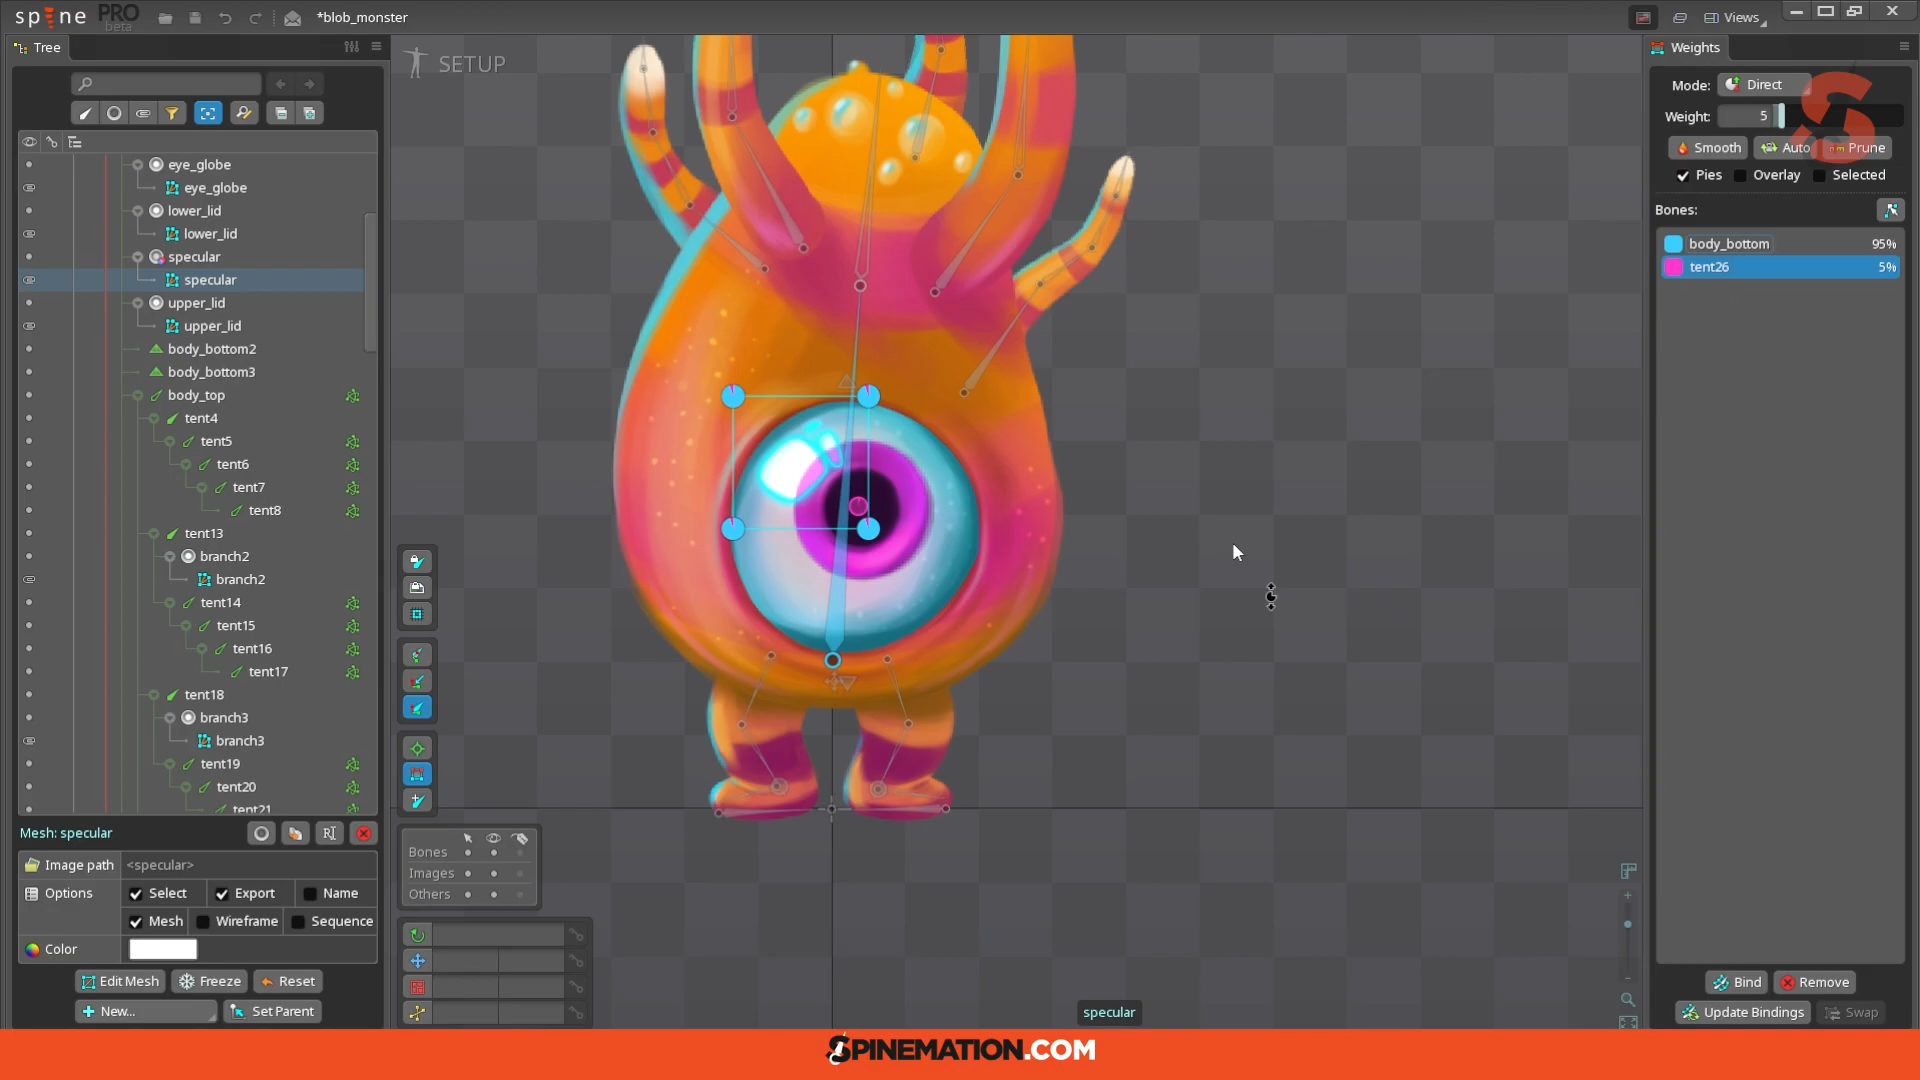 spine PRO beta *blob_monster Views
Tree
SETUP
Weights
Mode: Direct
Weight: 5
Smooth Auto Prune
Pies Overlay Selected
Bones:
body_bottom 95%
tent26 5%
eye_globe
eye_globe
lower_lid
lower_lid
specular
specular
upper_lid
upper_lid
body_bottom2
body_bottom3
body_top
tent4
tent5
tent6
tent7
tent8
tent13
branch2
branch2
tent14
tent15
tent16
tent17
tent18
branch3
branch3
tent19
tent20
tent21
Mesh: specular
Image path <specular>
Options Select Export Name
Mesh Wireframe Sequence
Color
Edit Mesh Freeze Reset
New... Set Parent
Bones
Images
Others
specular
Bind Remove
Update Bindings Swap
SPINEMATION.COM